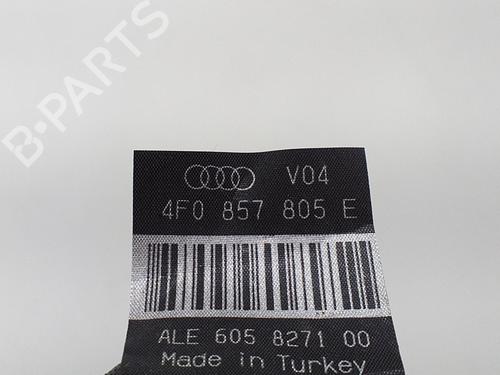 B-PARTS
V04
4F0 857 805 E
ALE 605 8271 00
Made in Turkey